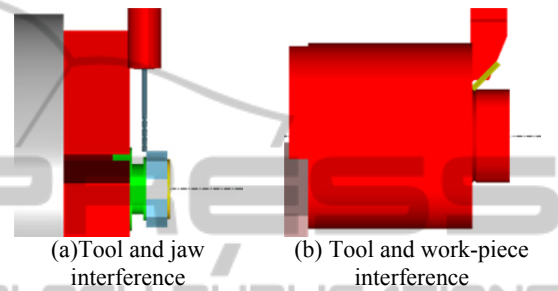 (a)Tool and jaw
interference
(b) Tool and work-piece
interference